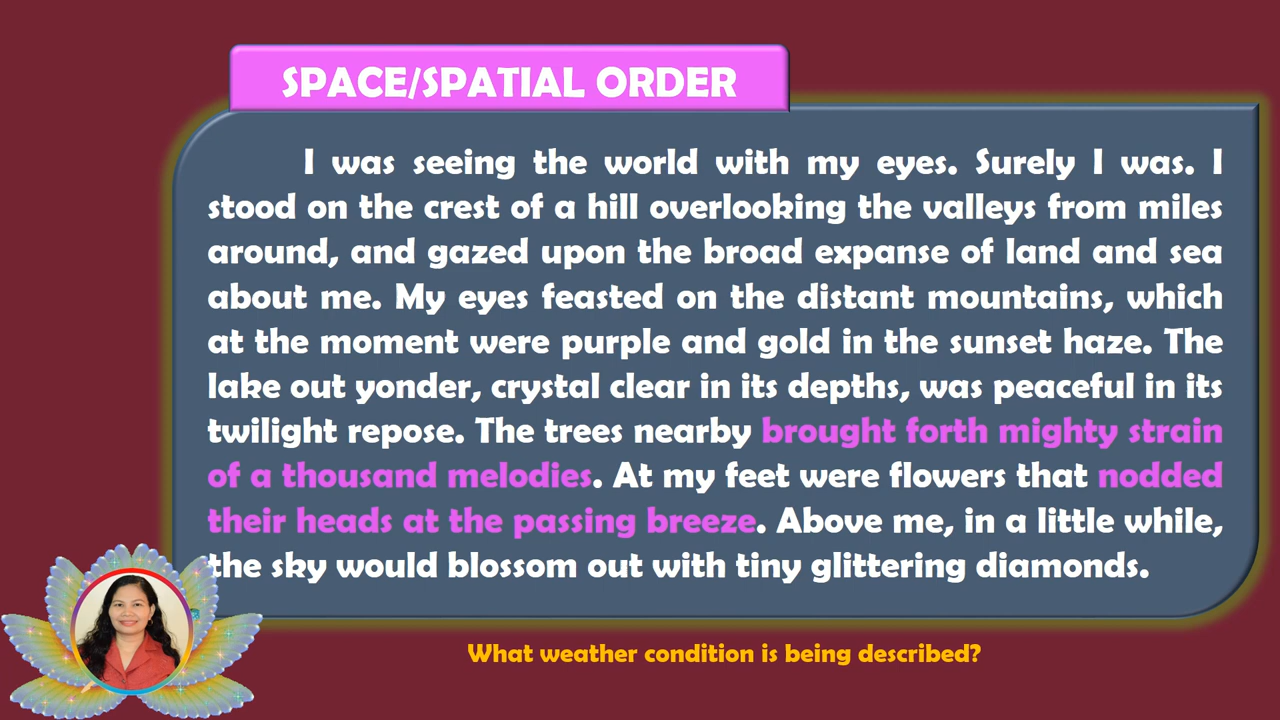 SPACE/SPATIAL ORDER
I was seeing the world with my eyes. Surely I was. I
stood on the crest of a hill overlooking the valleys from miles
around, and gazed upon the broad expanse of land and sea
about me. My eyes feasted on the distant mountains, which
at the moment were purple and gold in the sunset haze. The
lake out yonder, crystal clear in its depths, was peaceful in its
twilight repose. The trees nearby brought forth mighty strain
of a thousand melodies. At my feet were flowers that nodded
their heads at the passing breeze. Above me, in a little while,
the sky would blossom out with tiny glittering diamonds.
What weather condition is being described?